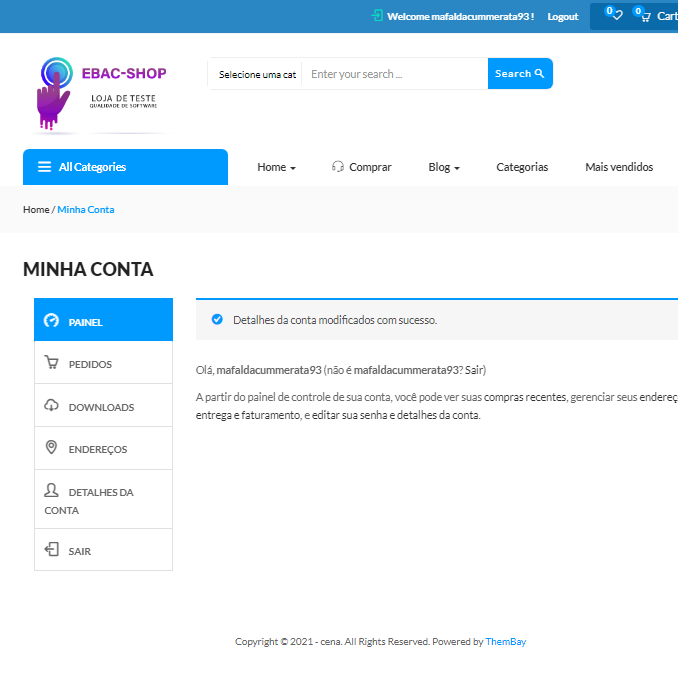 Welcome mafaldacummerata93 ! Logout 0 0 Cart
EBAC-SHOP
LOJA DE TESTE
QUALIDADE DE SOFTWARE
Selecione uma cat Enter your search ... Search
All Categories Home Comprar Blog Categorias Mais vendidos
Home / Minha Conta
MINHA CONTA
PAINEL
PEDIDOS
DOWNLOADS
ENDEREÇOS
DETALHES DA
CONTA
SAIR
Detalhes da conta modificados com sucesso.
Olá, mafaldacummerata93 (não é mafaldacummerata93? Sair)
A partir do painel de controle de sua conta, você pode ver suas compras recentes, gerenciar seus endereç
entrega e faturamento, e editar sua senha e detalhes da conta.
Copyright © 2021 - cena. All Rights Reserved. Powered by ThemBay